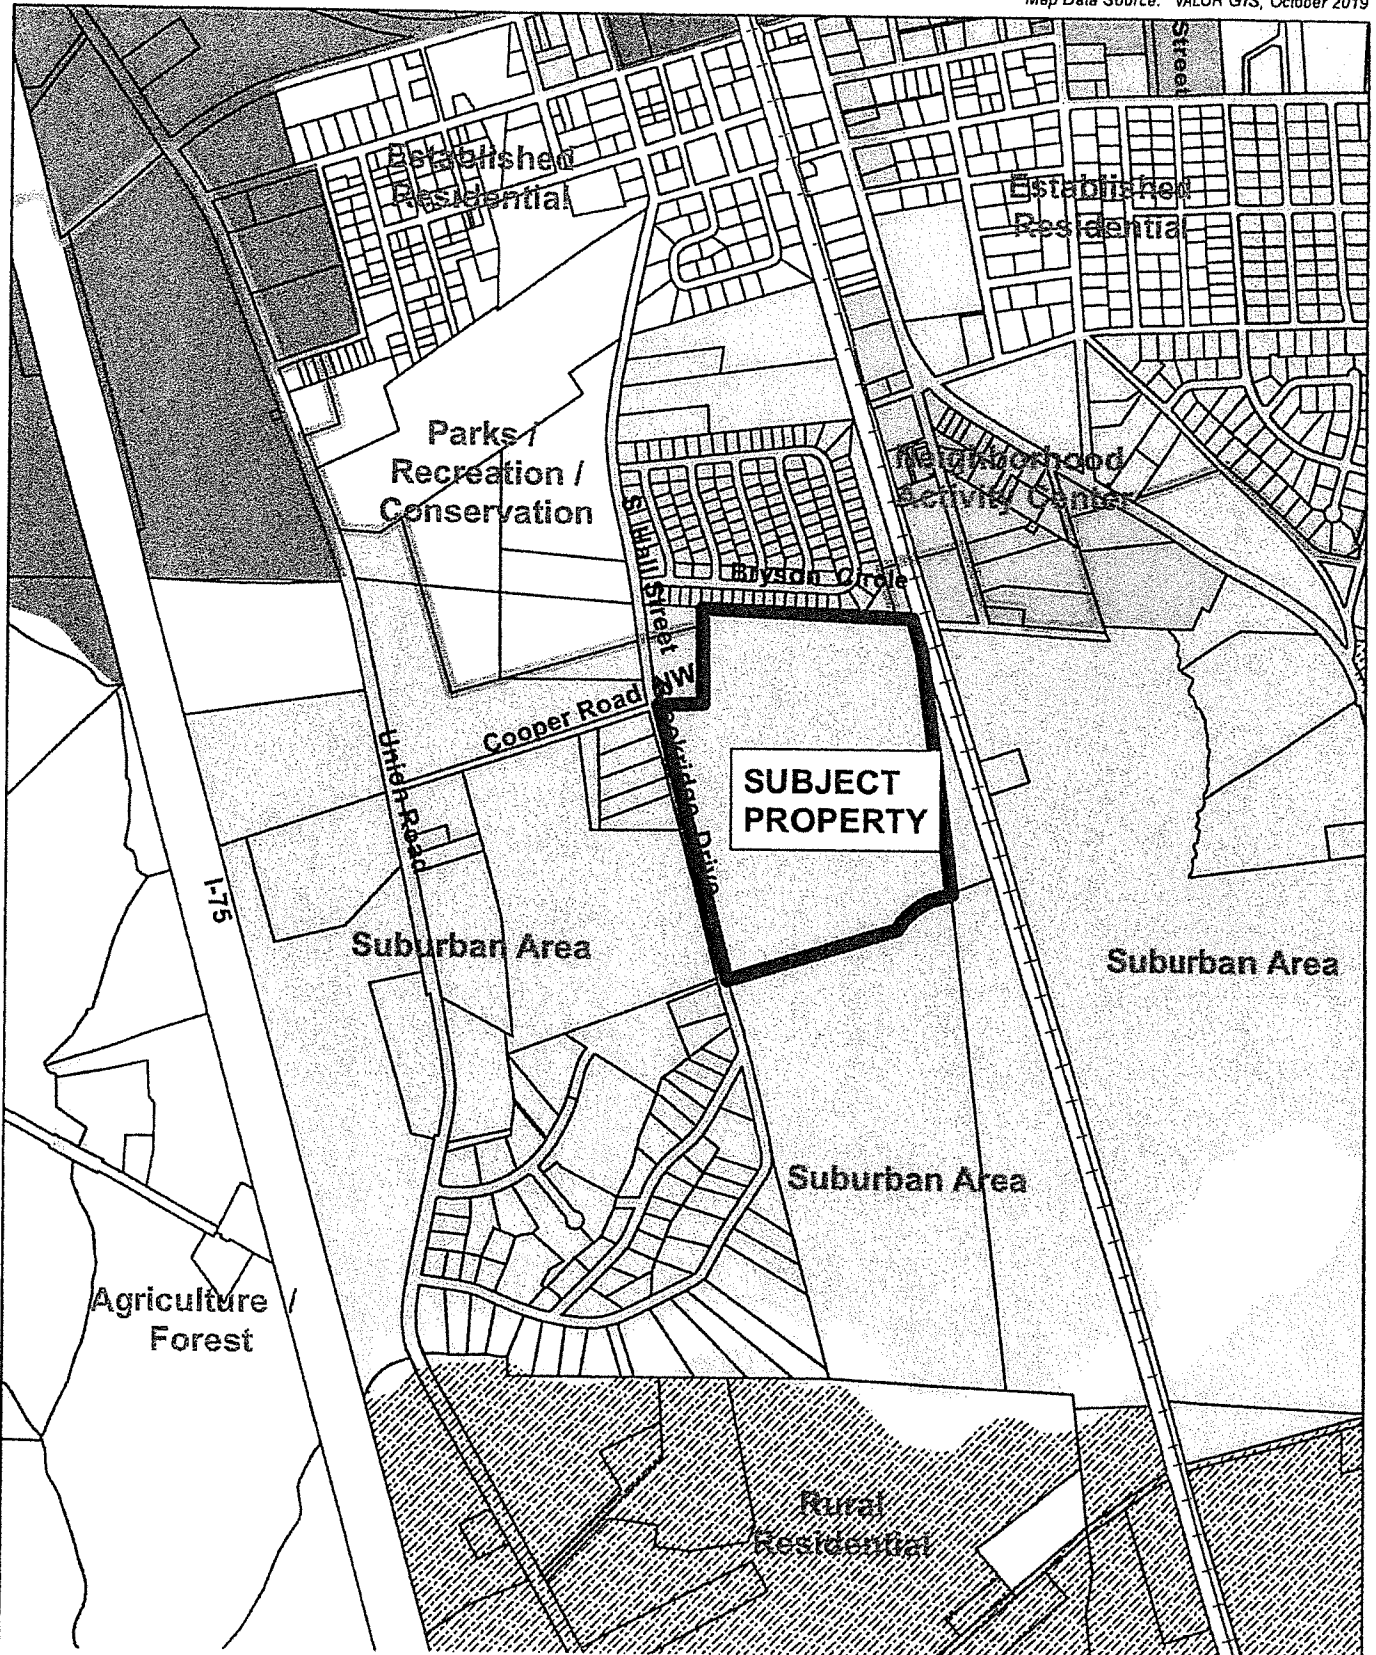 Map Data Source: VALOR GIS, October 2019
Street
Established
Residential
Established
Residential
Parks /
Recreation /
Conservation
Neighborhood
Activity Center
S Hall Street
Bryson Circle
Cooper Road NW
Union Road
Drive
SUBJECT
PROPERTY
I-75
Suburban Area
Suburban Area
Suburban Area
Agriculture /
Forest
Rural
Residential